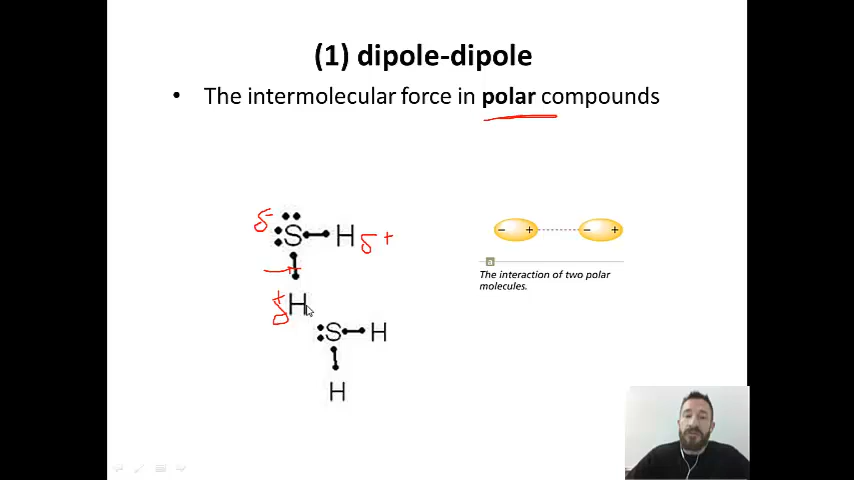 (1) dipole-dipole
• The intermolecular force in polar compounds
δ-
S H δ+
δ+ H
S H
H
- + - +
a
The interaction of two polar
molecules.